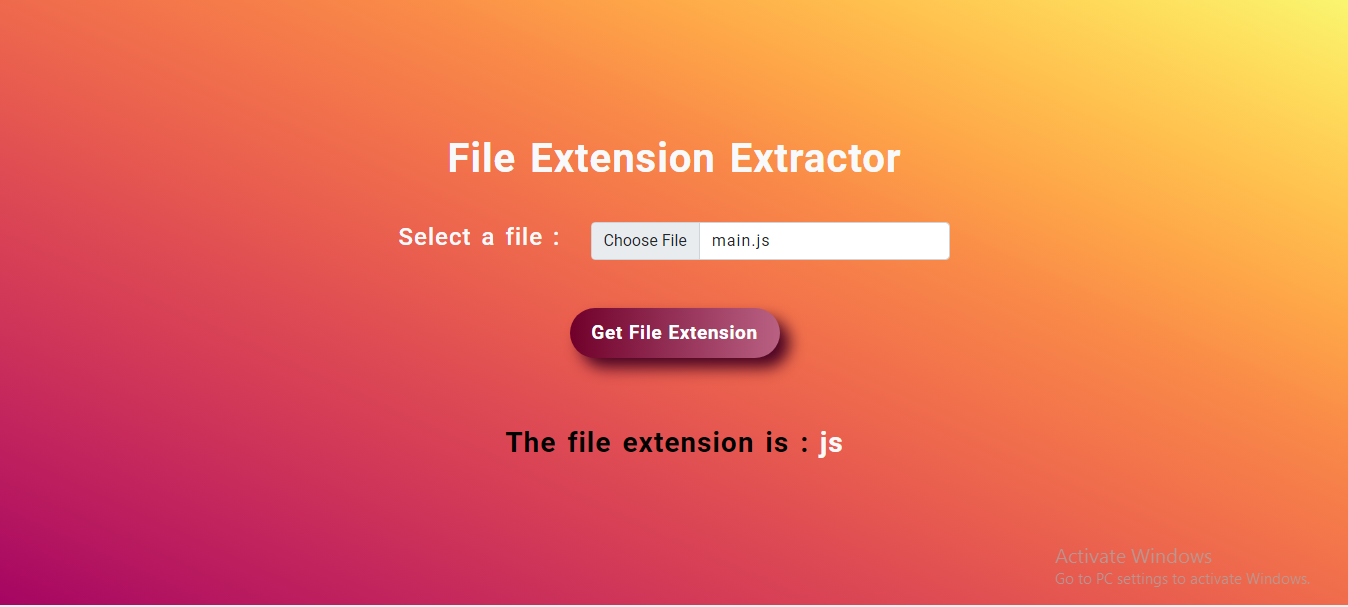 File Extension Extractor
Select a file :
Choose File main.js
Get File Extension
The file extension is : js
Activate Windows
Go to PC settings to activate Windows.